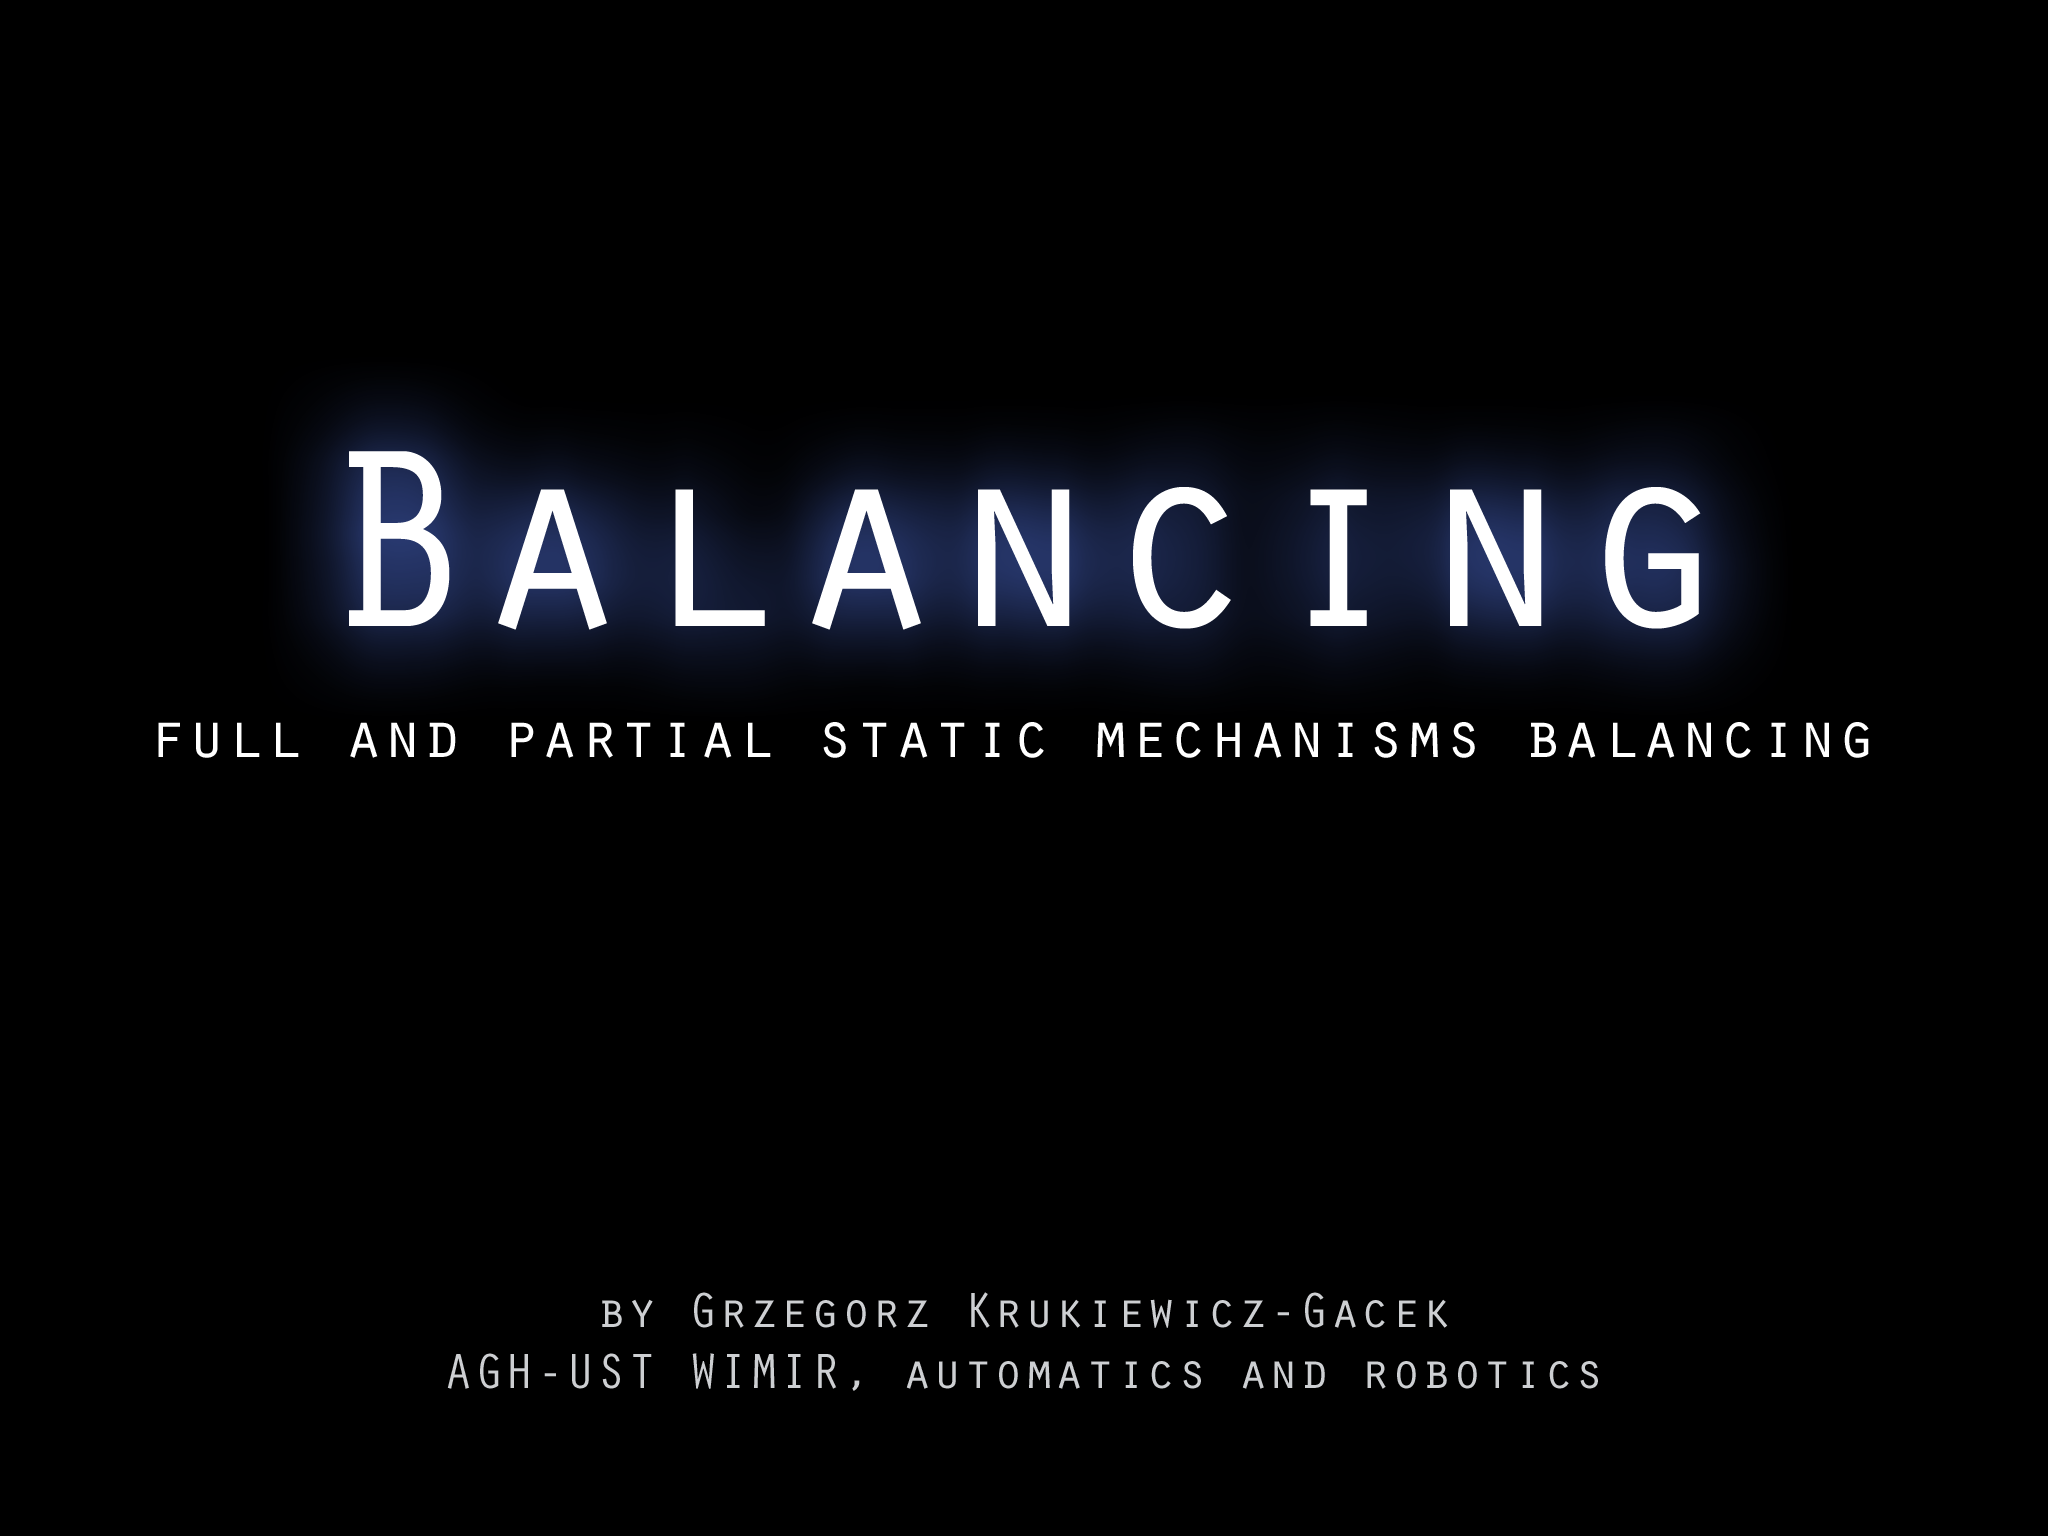 Balancing
full and partial static mechanisms balancing
by Grzegorz Krukiewicz-Gacek
AGH-UST WIMIR, automatics and robotics